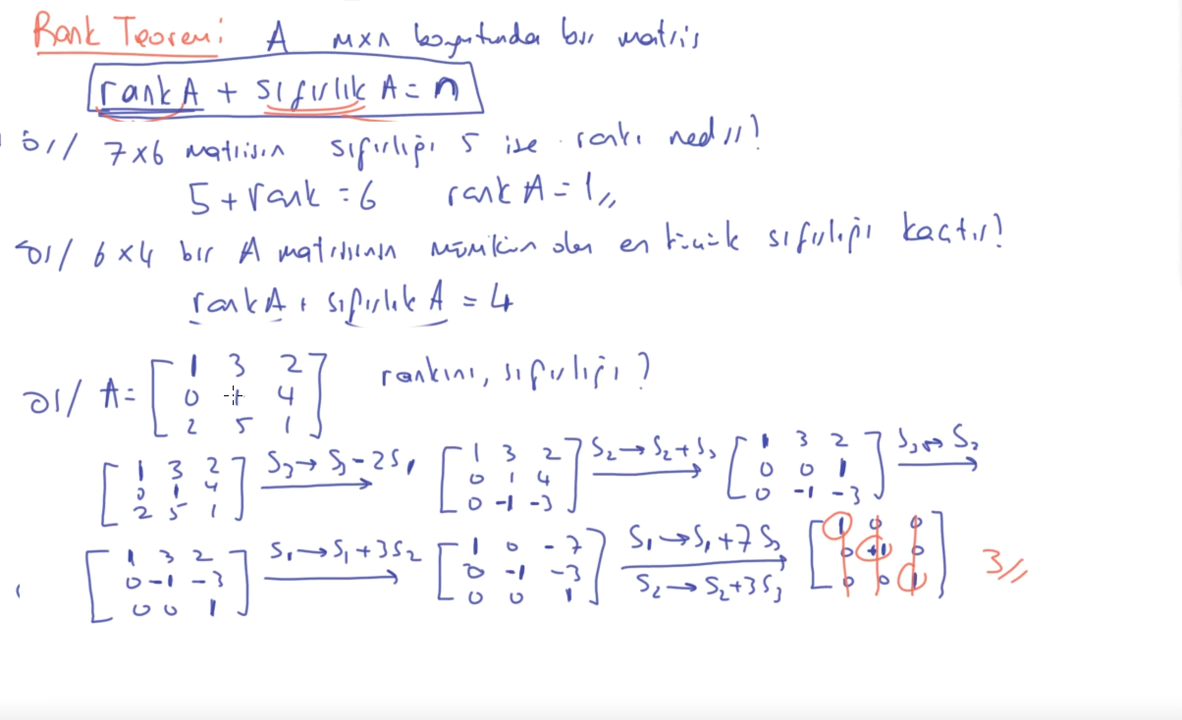 Rank Teoremi: A mxn boyutunda bir matris
rank A + sıfırlık A = n
ör// 7x6 matrisin sıfırlığı 5 ise rankı nedir?
5 + rank = 6 rank A = 1//
ör/ 6x4 bir A matrisinin mümkün olan en küçük sıfırlığı kaçtır?
rank A + sıfırlık A = 4
ör/ A = [1 3 2
0 1 4
2 5 1] rankını, sıfırlığı?
[1 3 2 S3→S3-2S1 [1 3 2 S2→S2+S3 [1 3 2 S3↔S2
0 1 4 0 1 4 0 0 1
2 5 1] 0 -1 -3] 0 -1 -3]
[1 3 2 S1→S1+3S2 [1 0 -7 S1→S1+7S3 [1 0 0
0 -1 -3 0 -1 -3 S2→S2+3S3 0 +1 0 3//
0 0 1] 0 0 1] 0 0 1]